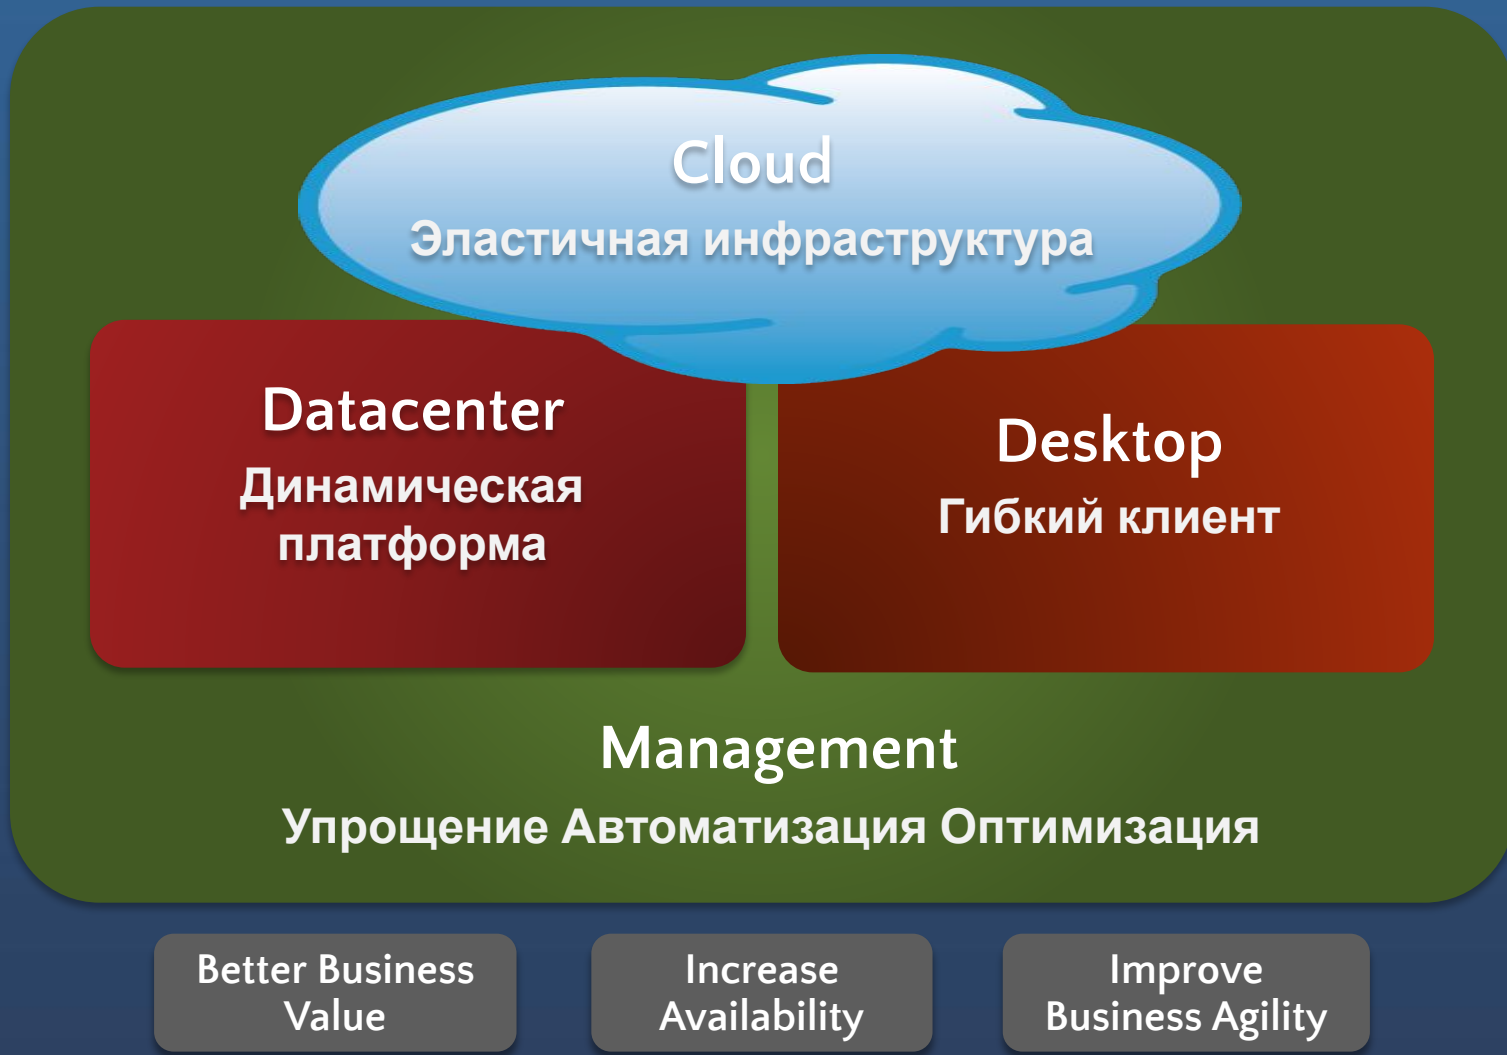 Cloud
Эластичная инфраструктура
Datacenter
Динамическая
платформа
Desktop
Гибкий клиент
Management
Упрощение Автоматизация Оптимизация
Better Business
Value
Increase
Availability
Improve
Business Agility